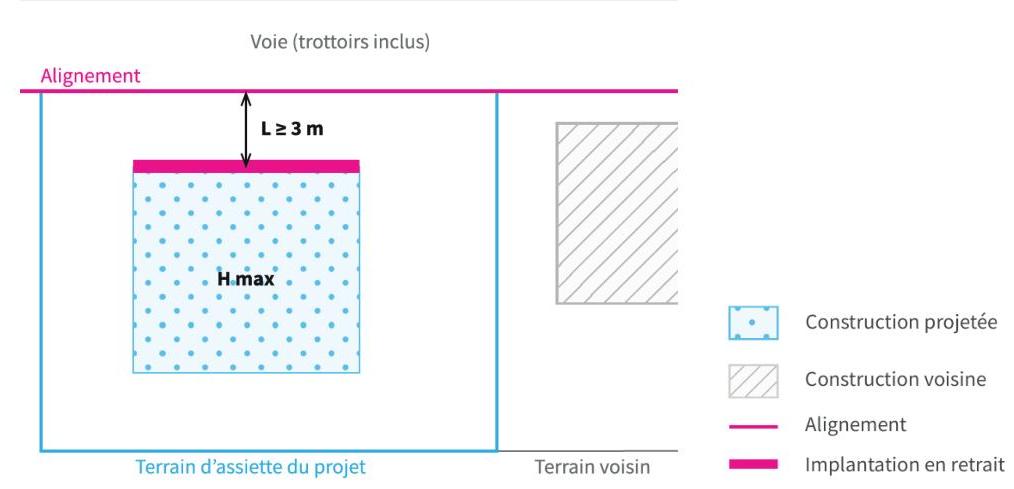 Voie (trottoirs inclus)
Alignement
L ≥ 3 m
H max
Terrain d’assiette du projet
Terrain voisin
Construction projetée
Construction voisine
Alignement
Implantation en retrait